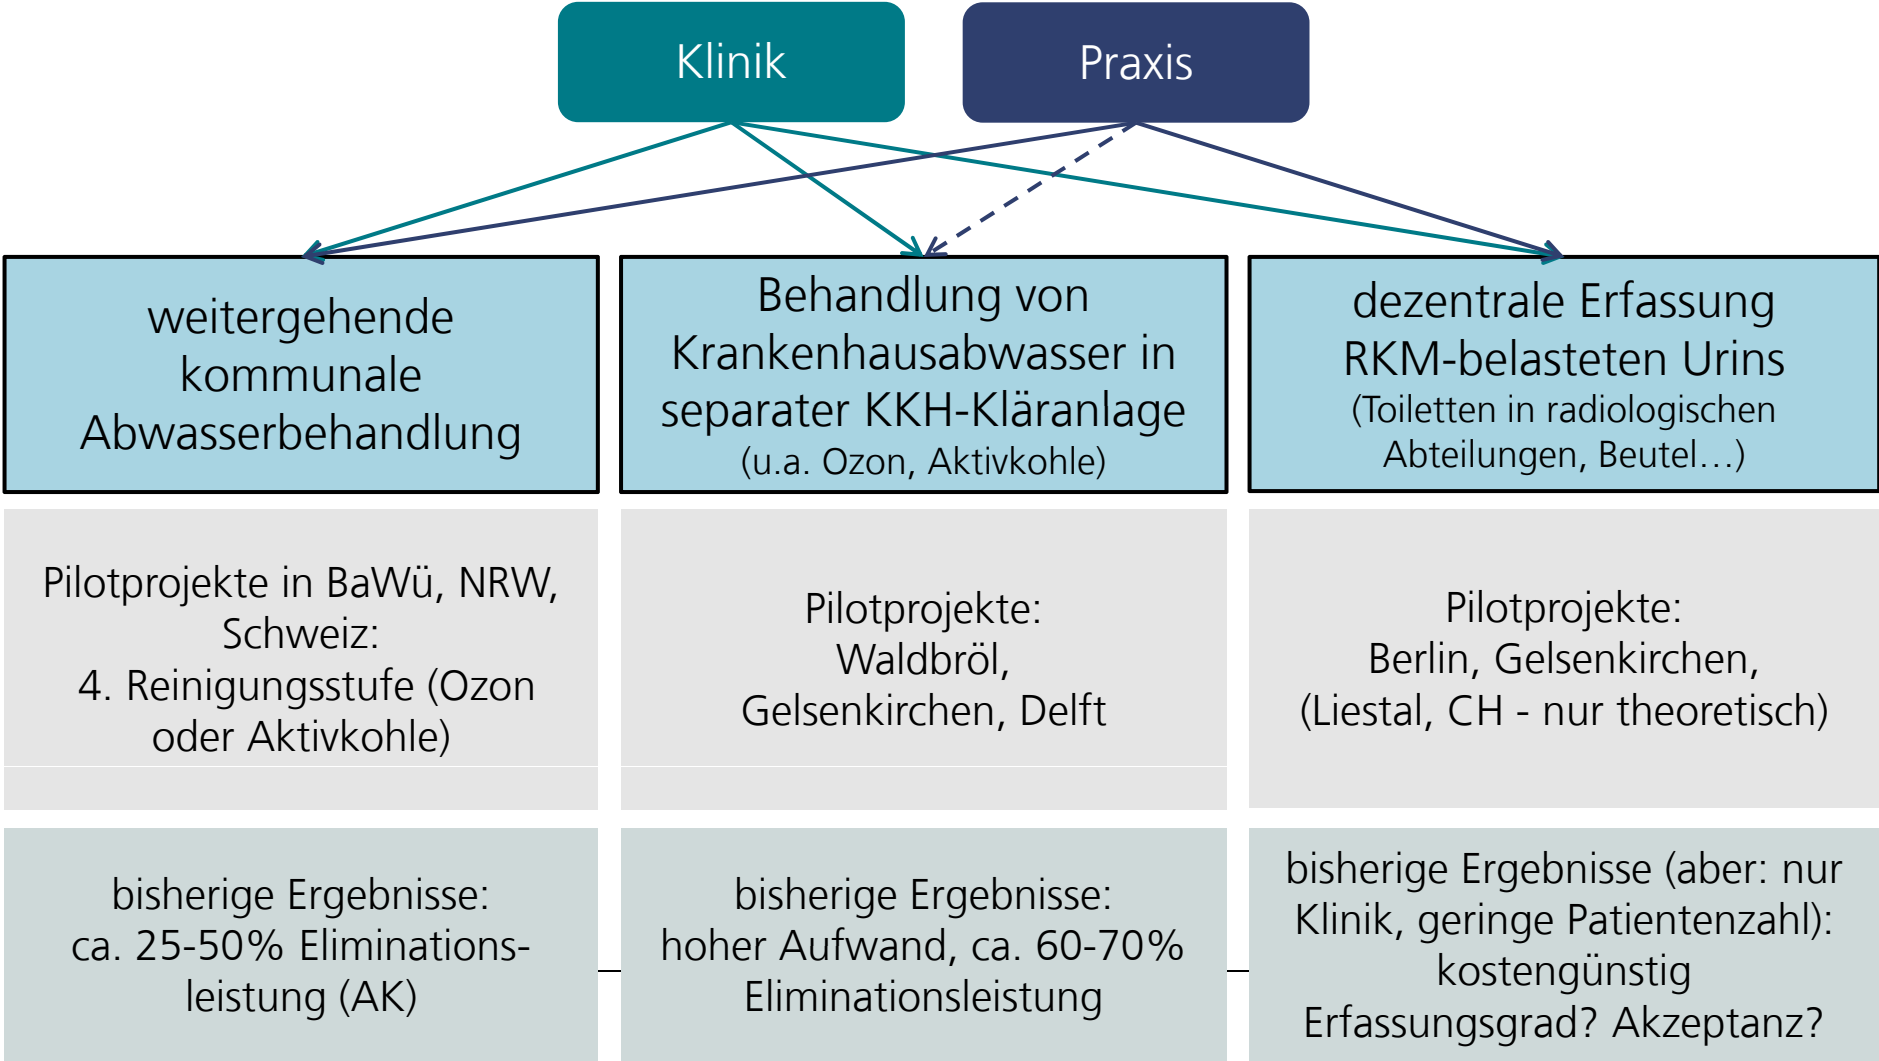 Klinik
Praxis
weitergehende
kommunale
Abwasserbehandlung
Behandlung von
Krankenhausabwasser in
separater KKH-Kläranlage
(u.a. Ozon, Aktivkohle)
dezentrale Erfassung
RKM-belasteten Urins
(Toiletten in radiologischen
Abteilungen, Beutel…)
Pilotprojekte in BaWü, NRW,
Schweiz:
4. Reinigungsstufe (Ozon
oder Aktivkohle)
Pilotprojekte:
Waldbröl,
Gelsenkirchen, Delft
Pilotprojekte:
Berlin, Gelsenkirchen,
(Liestal, CH - nur theoretisch)
bisherige Ergebnisse:
ca. 25-50% Eliminations-
leistung (AK)
bisherige Ergebnisse:
hoher Aufwand, ca. 60-70%
Eliminationsleistung
bisherige Ergebnisse (aber: nur
Klinik, geringe Patientenzahl):
kostengünstig
Erfassungsgrad? Akzeptanz?